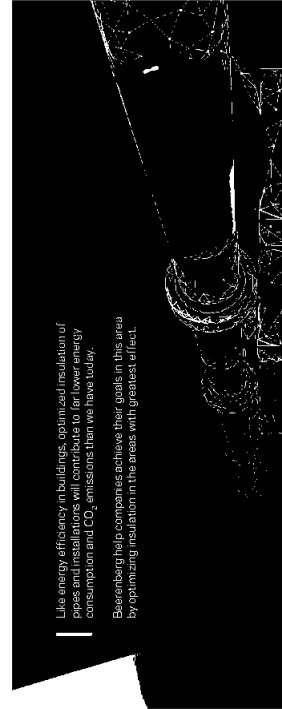 Like energy efficiency in buildings, optimized insulation of
pipes and installations will contribute to far lower energy
consumption and CO₂ emissions than we have today.
Beerenberg help companies achieve their goals in this area
by optimizing insulation in the areas with greatest effect.